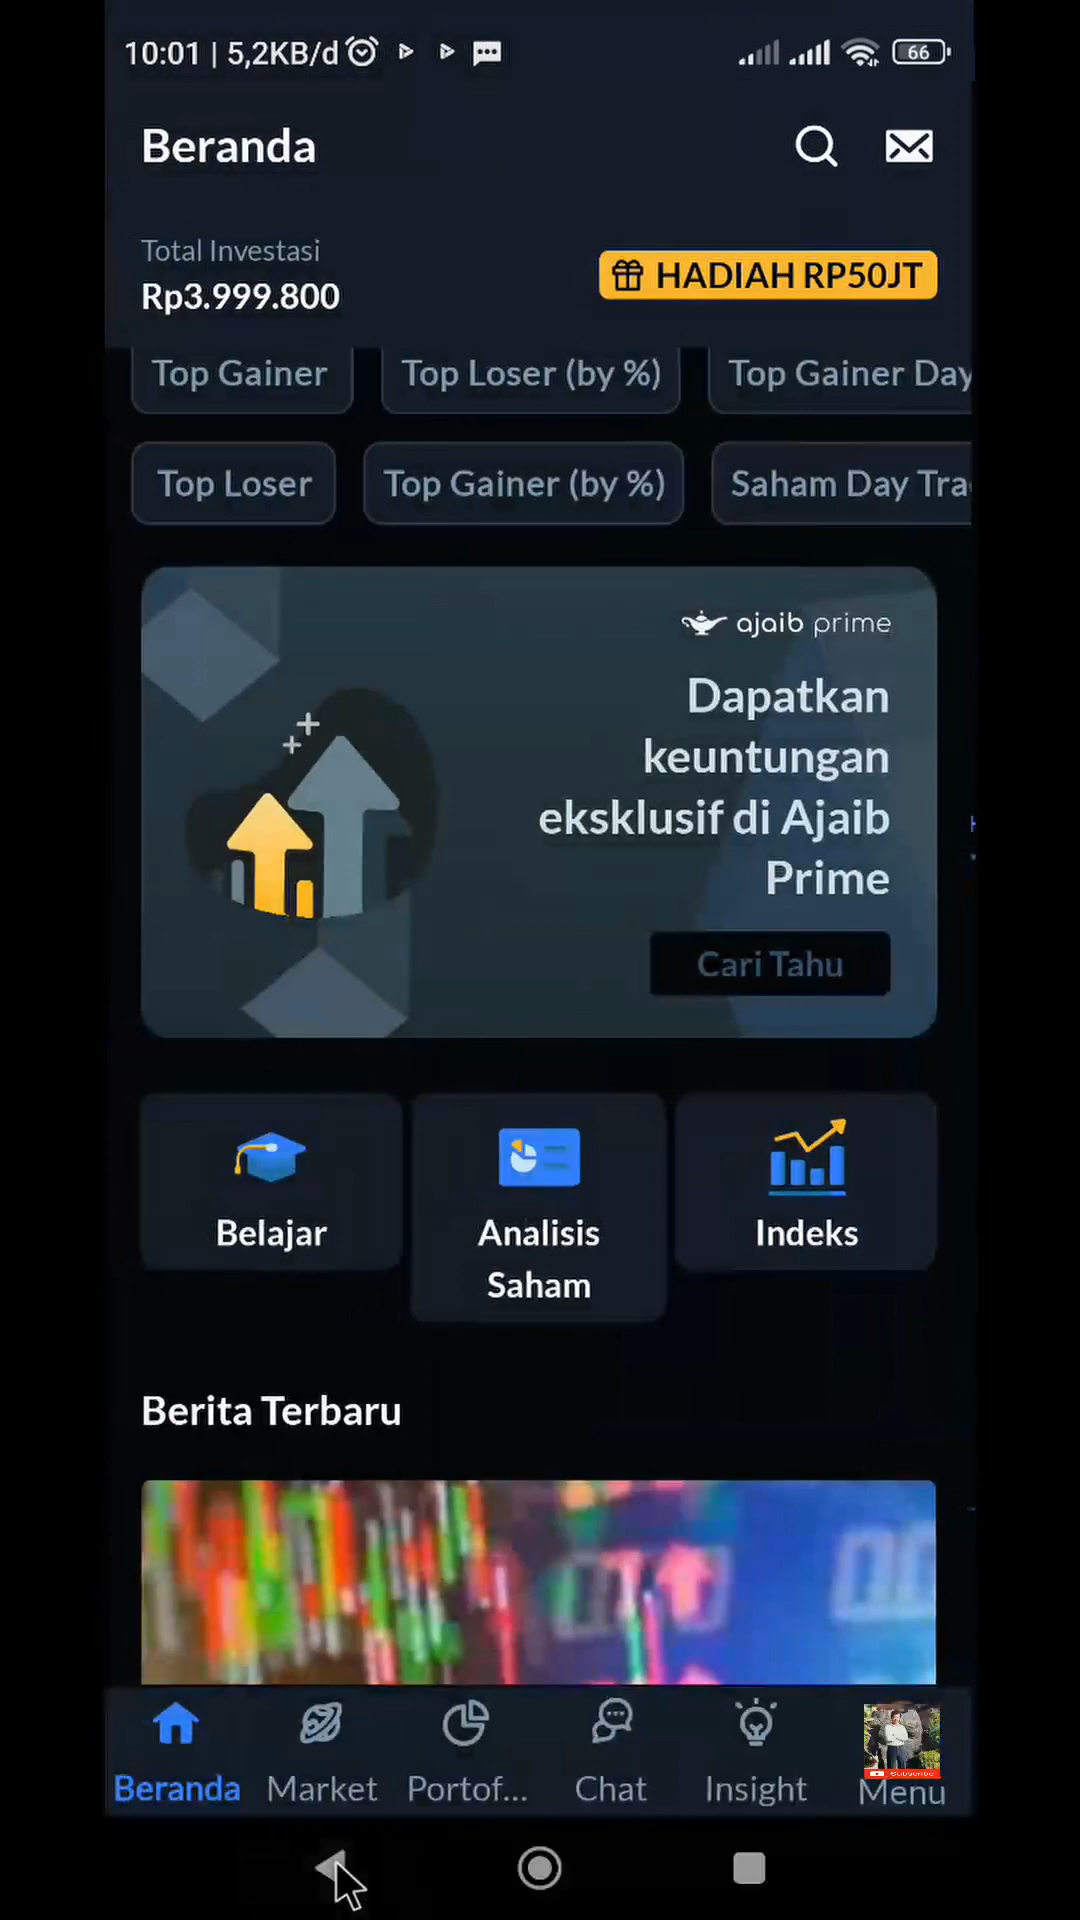 10:01 | 5,2KB/d
66
Beranda
Total Investasi
Rp3.999.800
HADIAH RP50JT
Top Gainer
Top Loser (by %)
Top Gainer Day
Top Loser
Top Gainer (by %)
Saham Day Tra
ajaib prime
Dapatkan
keuntungan
eksklusif di Ajaib
Prime
Cari Tahu
Belajar
Analisis
Saham
Indeks
Berita Terbaru
Beranda
Market
Portof...
Chat
Insight
Subscribe
Menu